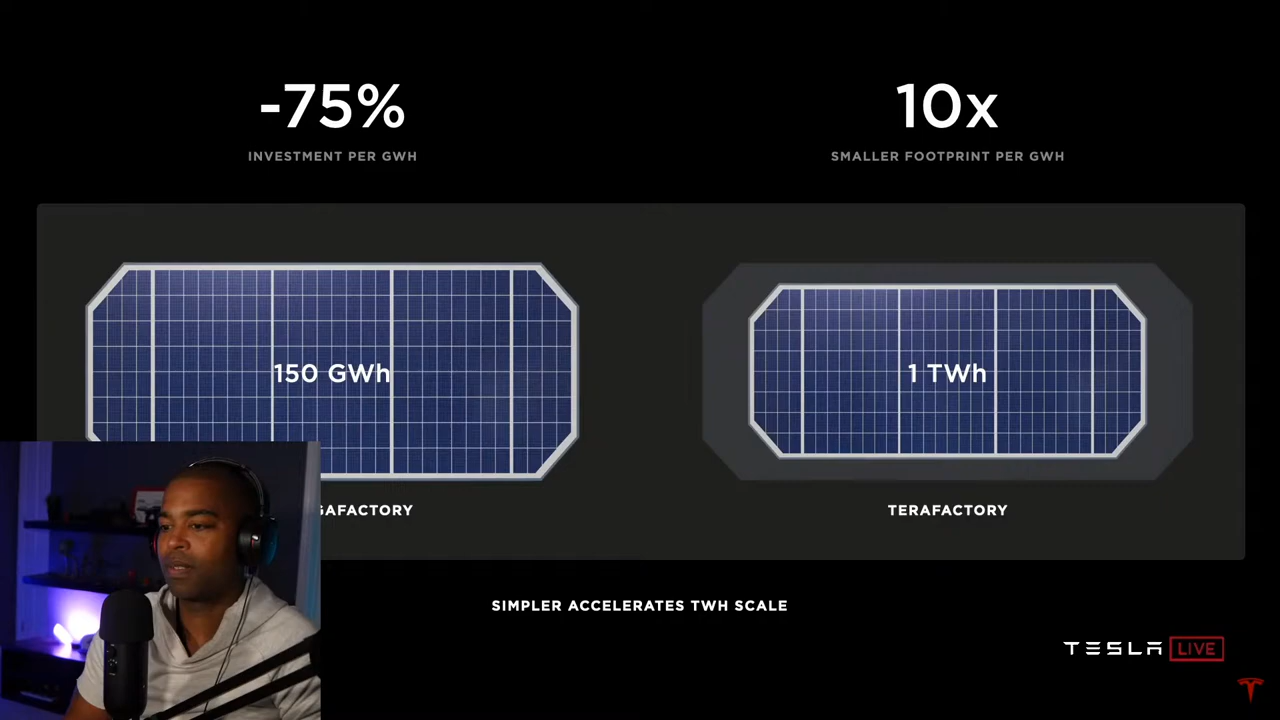 -75%
INVESTMENT PER GWH
10x
SMALLER FOOTPRINT PER GWH
150 GWh
1 TWh
GAFACTORY
TERAFACTORY
SIMPLER ACCELERATES TWH SCALE
TESLA LIVE